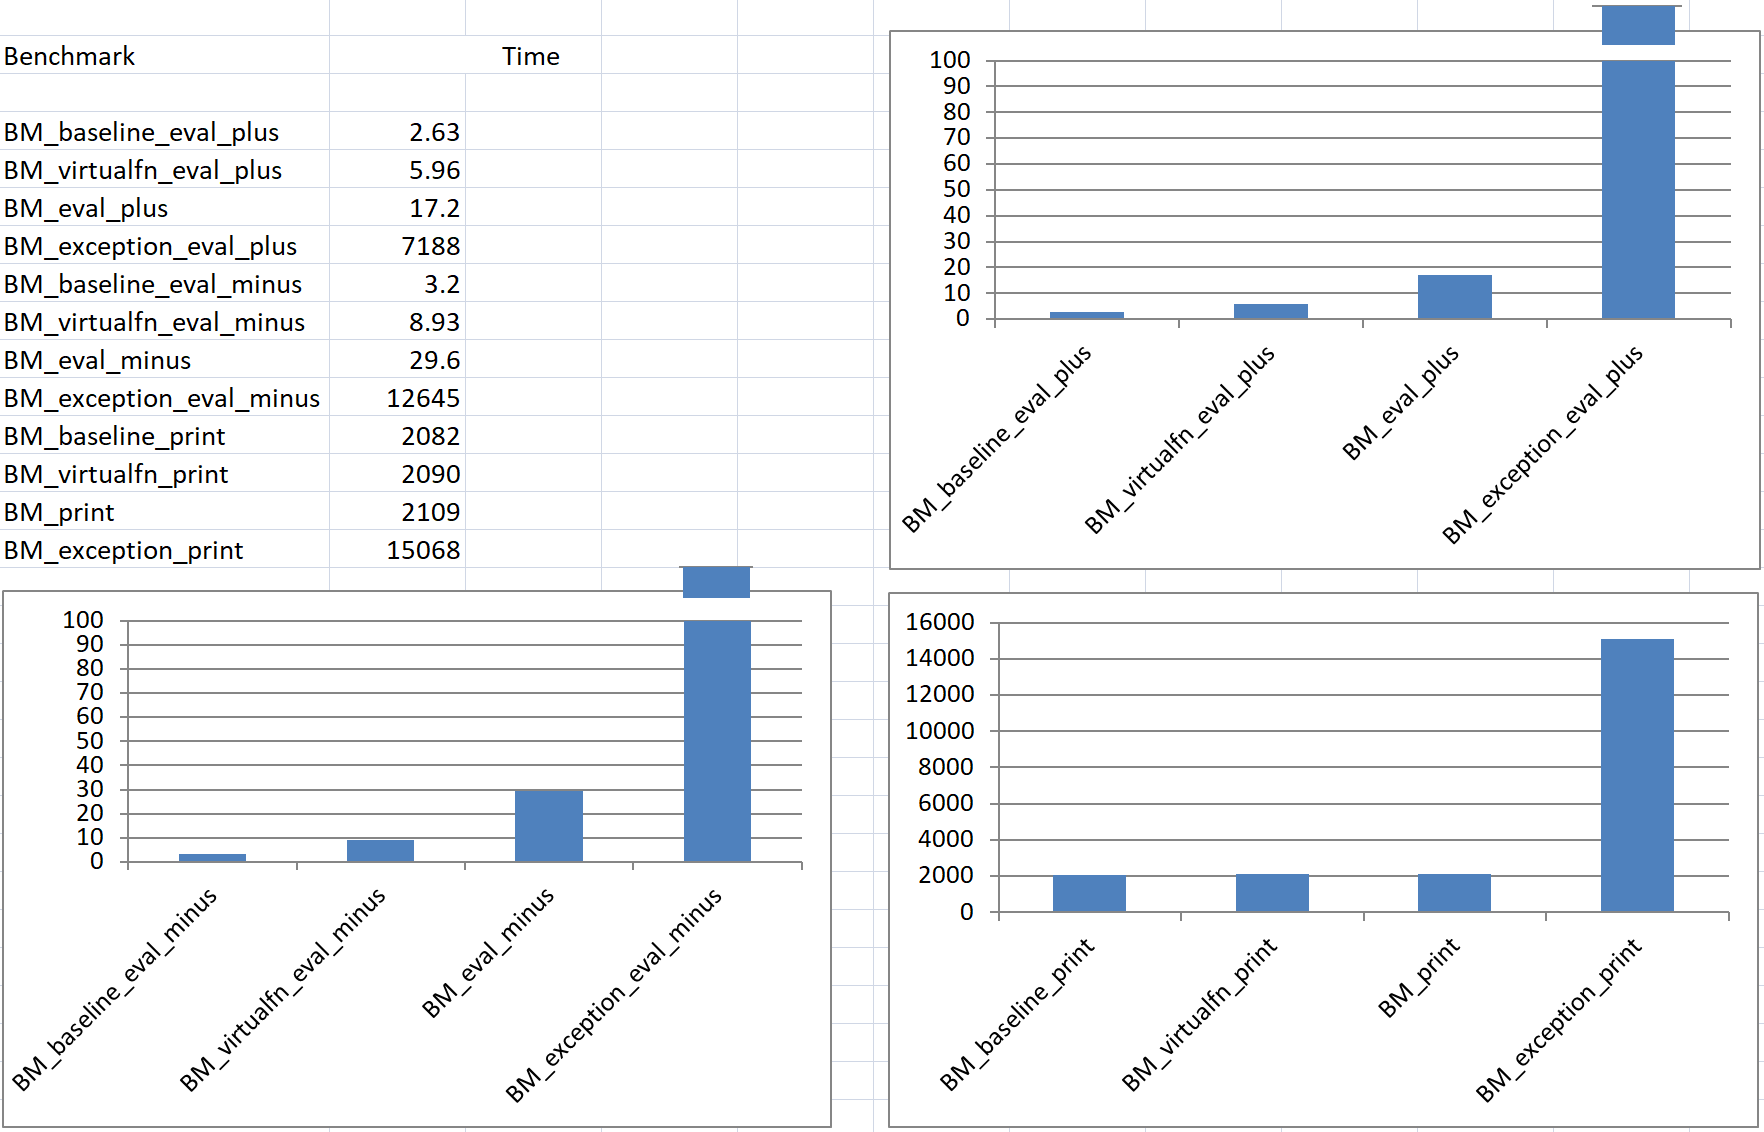 Benchmark Time
BM_baseline_eval_plus 2.63
BM_virtualfn_eval_plus 5.96
BM_eval_plus 17.2
BM_exception_eval_plus 7188
BM_baseline_eval_minus 3.2
BM_virtualfn_eval_minus 8.93
BM_eval_minus 29.6
BM_exception_eval_minus 12645
BM_baseline_print 2082
BM_virtualfn_print 2090
BM_print 2109
BM_exception_print 15068
100
90
80
70
60
50
40
30
20
10
0
BM_baseline_eval_plus
BM_virtualfn_eval_plus
BM_eval_plus
BM_exception_eval_plus
100
90
80
70
60
50
40
30
20
10
0
BM_baseline_eval_minus
BM_virtualfn_eval_minus
BM_eval_minus
BM_exception_eval_minus
16000
14000
12000
10000
8000
6000
4000
2000
0
BM_baseline_print
BM_virtualfn_print
BM_print
BM_exception_print